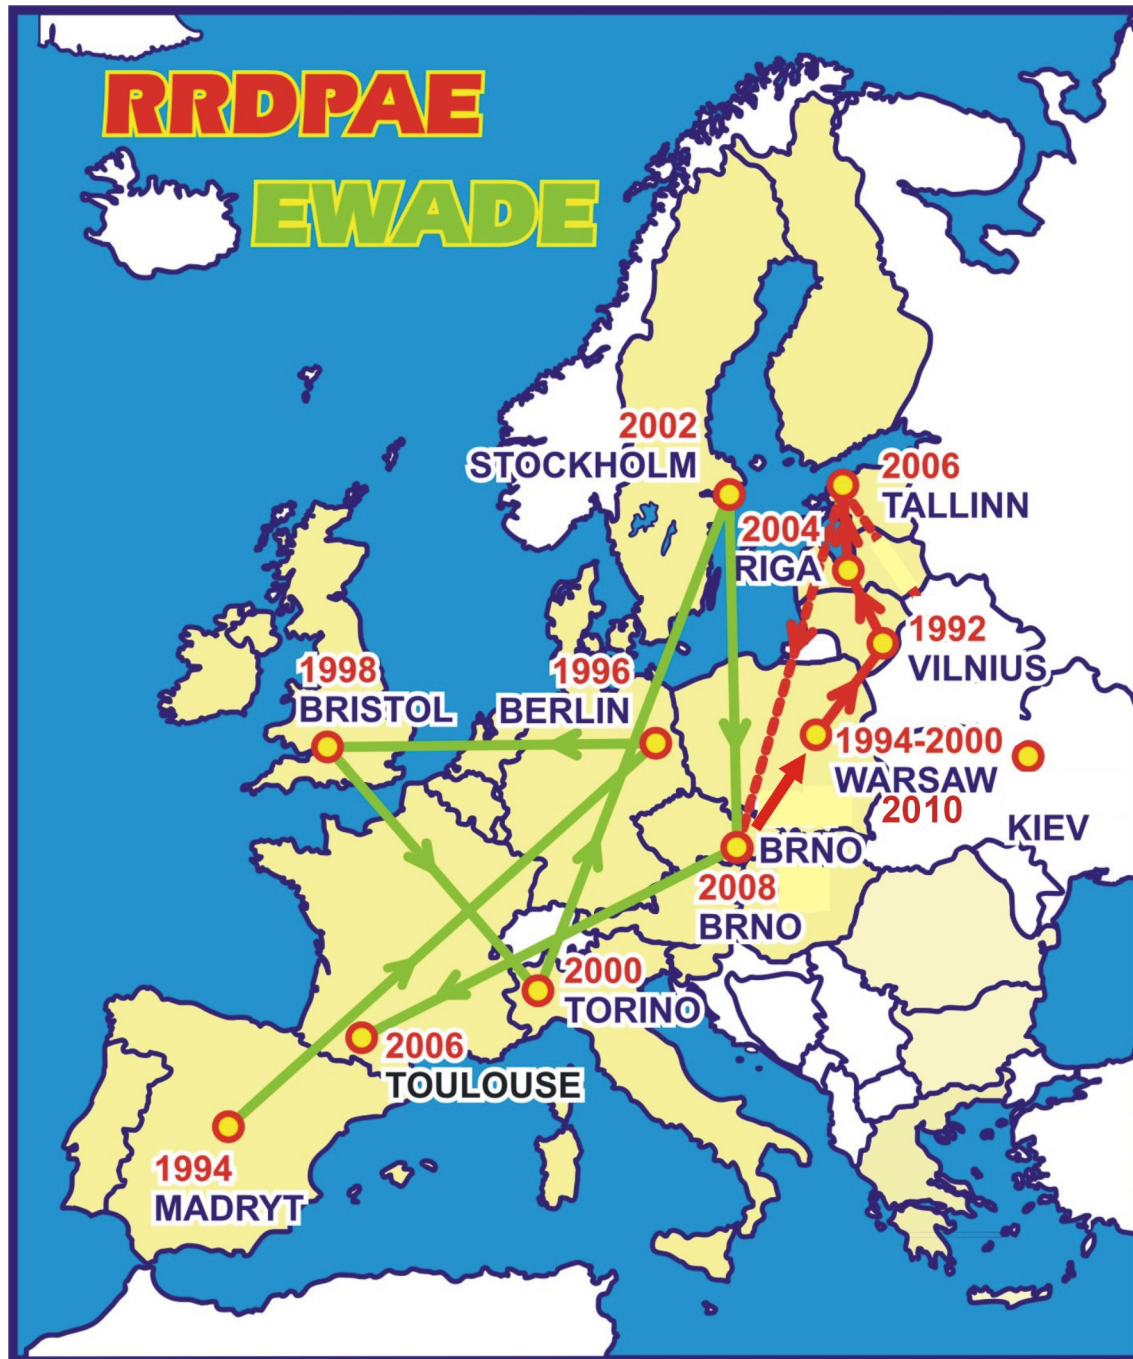 RRDPAE
EWADE
2002
STOCKHOLM
2006
TALLINN
2004
RIGA
1992
VILNIUS
1998
BRISTOL
1996
BERLIN
1994-2000
WARSAW
2010
KIEV
BRNO
2008
BRNO
2000
TORINO
2006
TOULOUSE
1994
MADRYT